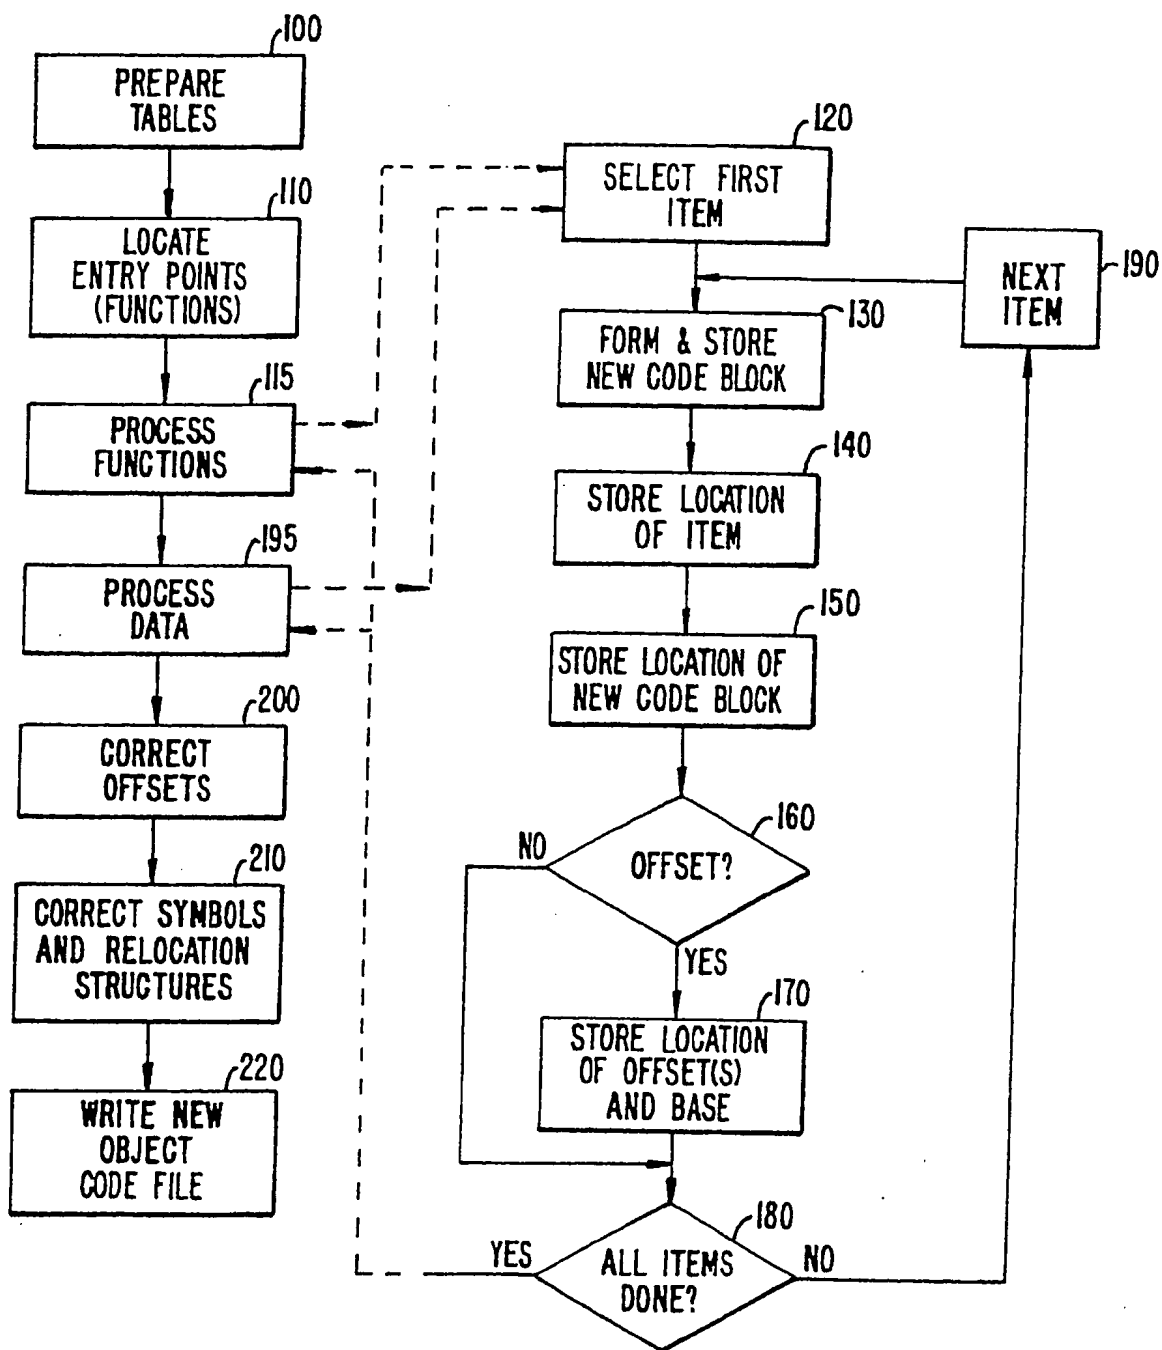 100
PREPARE
TABLES
110
LOCATE
ENTRY POINTS
(FUNCTIONS)
115
PROCESS
FUNCTIONS
195
PROCESS
DATA
200
CORRECT
OFFSETS
210
CORRECT SYMBOLS
AND RELOCATION
STRUCTURES
220
WRITE NEW
OBJECT
CODE FILE
120
SELECT FIRST
ITEM
190
NEXT
ITEM
130
FORM & STORE
NEW CODE BLOCK
140
STORE LOCATION
OF ITEM
150
STORE LOCATION OF
NEW CODE BLOCK
160
NO
OFFSET?
YES
170
STORE LOCATION
OF OFFSET(S)
AND BASE
180
YES
ALL ITEMS
DONE?
NO